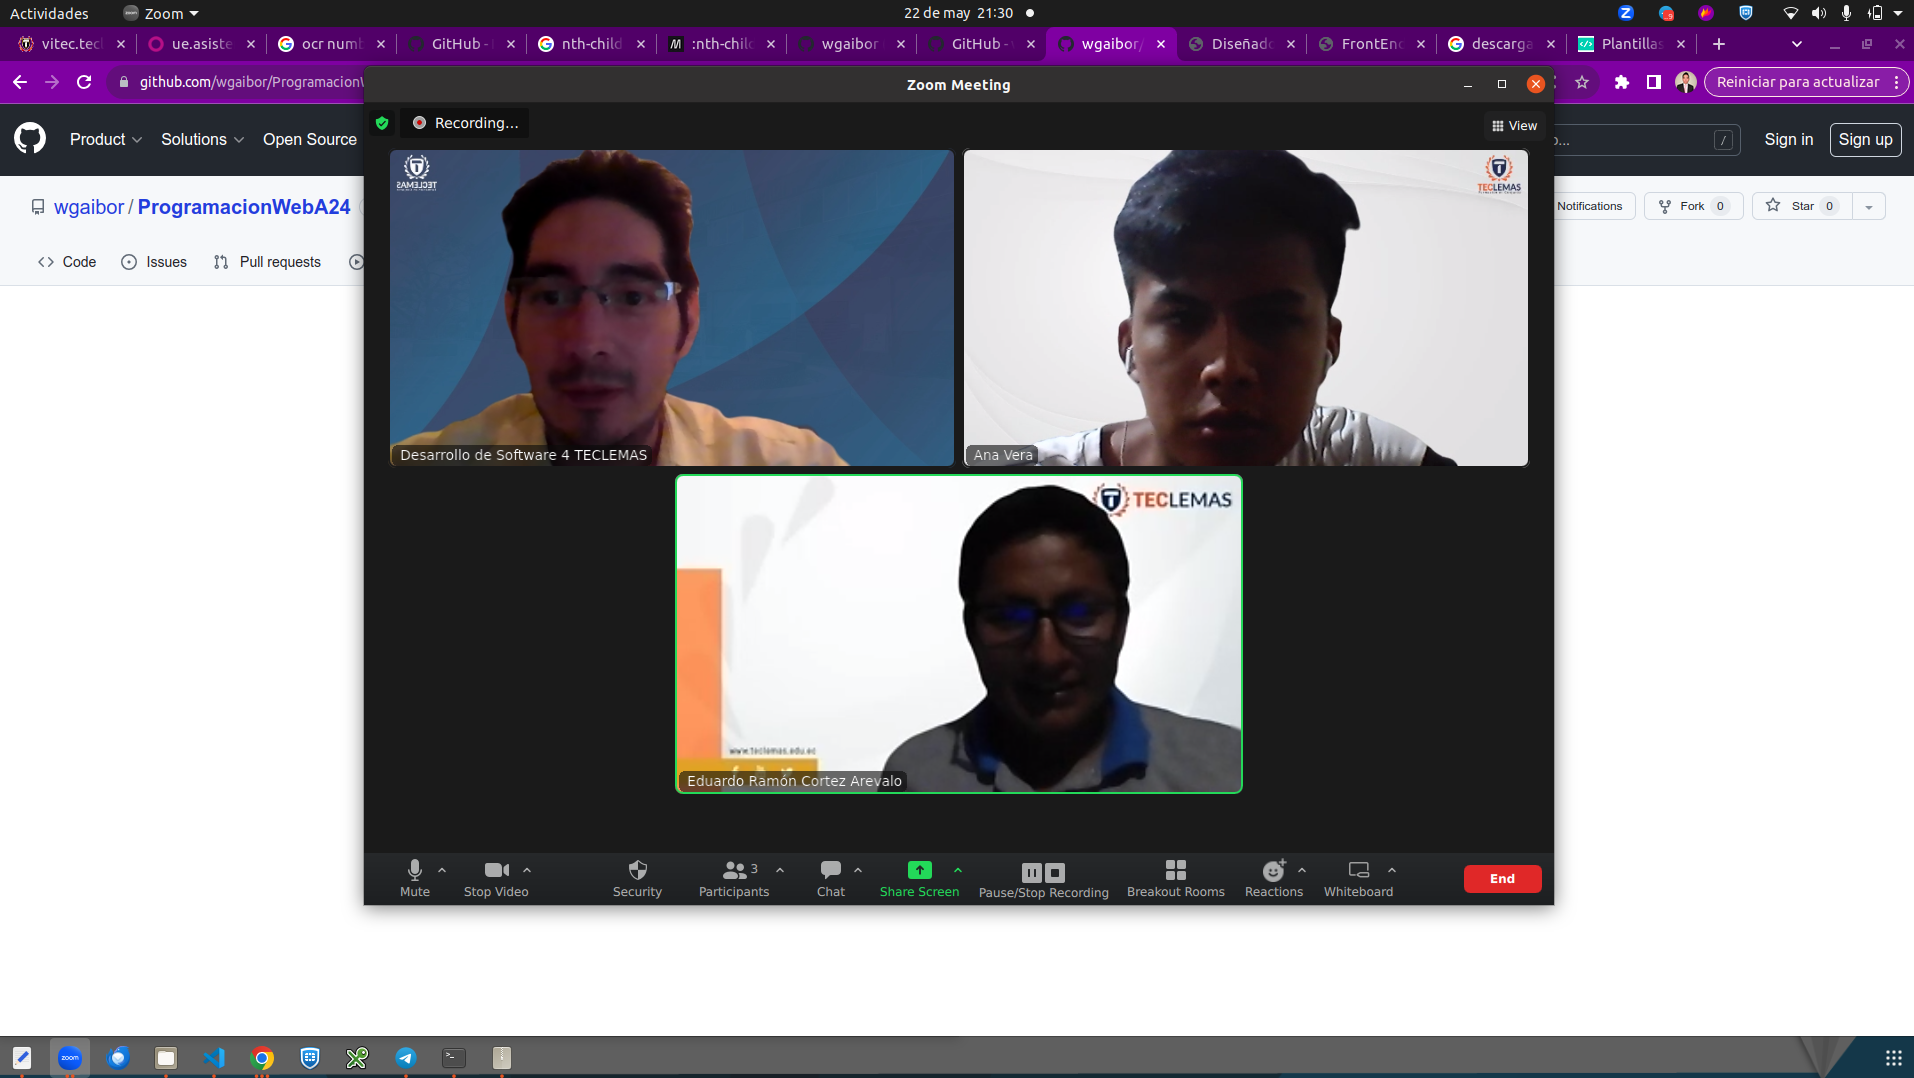 Actividades
Zoom
22 de may 21:30
vitec.tec
ue.asiste
ocr numb
GitHub -
nth-child
:nth-chil
wgaibor
GitHub -
wgaibor/
Diseñado
FrontEnd
descarga
Plantillas
github.com/wgaibor/Programacion
Reiniciar para actualizar
Zoom Meeting
Recording...
View
Product
Solutions
Open Source
/
Sign in
Sign up
wgaibor / ProgramacionWebA24
Notifications
Fork 0
Star 0
Code
Issues
Pull requests
TECLEMAS
Desarrollo de Software 4 TECLEMAS
TECLEMAS
Ana Vera
TECLEMAS
www.teclemas.edu.ec
Eduardo Ramón Cortez Arevalo
Mute
Stop Video
Security
3
Participants
Chat
Share Screen
Pause/Stop Recording
Breakout Rooms
Reactions
Whiteboard
End
zoom